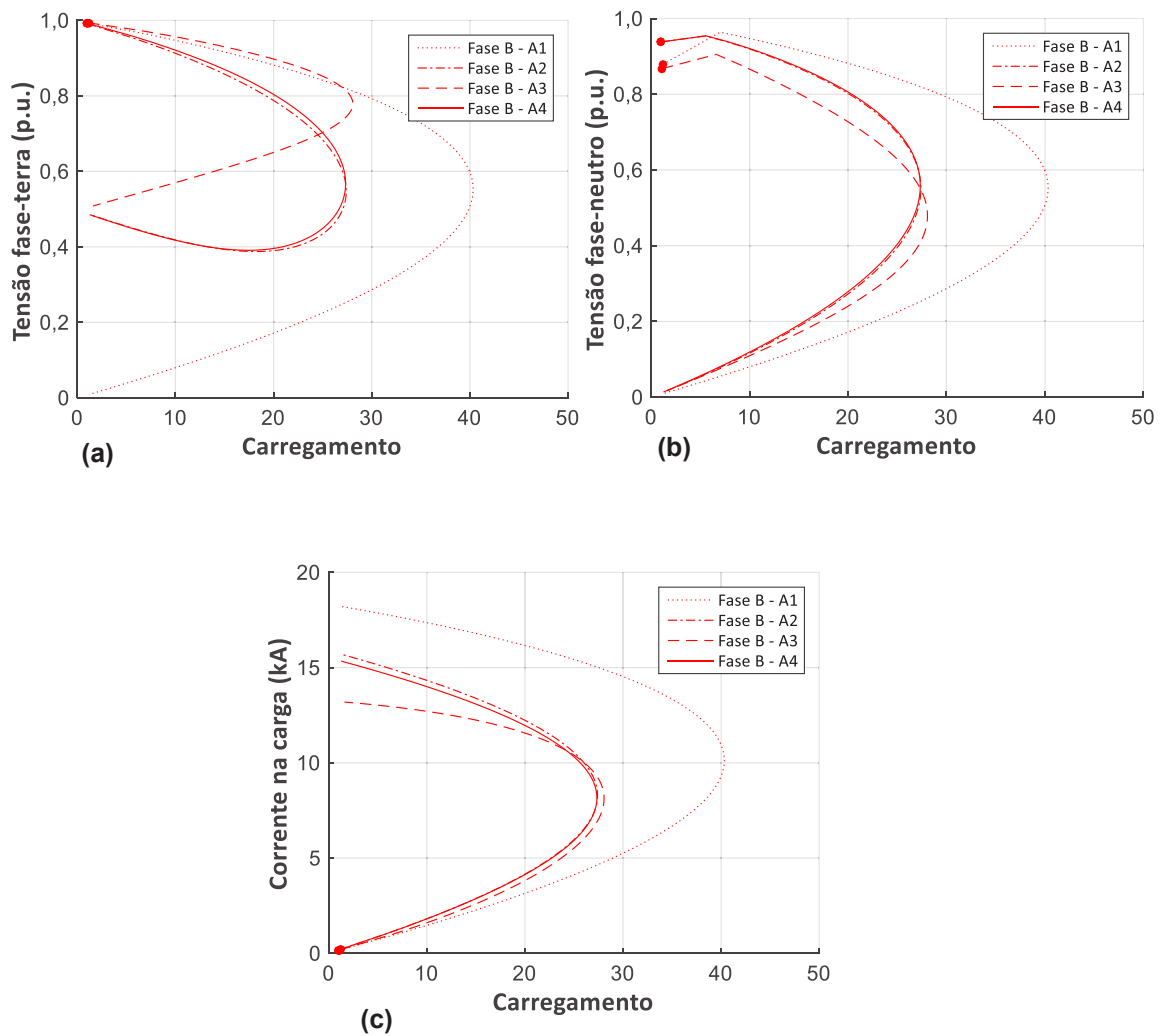 Tensão fase-terra (p.u.)
1,0
0,8
0,6
0,4
0,2
0
0 10 20 30 40 50
Carregamento
(a)
Fase B - A1
Fase B - A2
Fase B - A3
Fase B - A4
Tensão fase-neutro (p.u.)
1,0
0,8
0,6
0,4
0,2
0
0 10 20 30 40 50
Carregamento
(b)
Fase B - A1
Fase B - A2
Fase B - A3
Fase B - A4
Corrente na carga (kA)
20
15
10
5
0
0 10 20 30 40 50
Carregamento
(c)
Fase B - A1
Fase B - A2
Fase B - A3
Fase B - A4